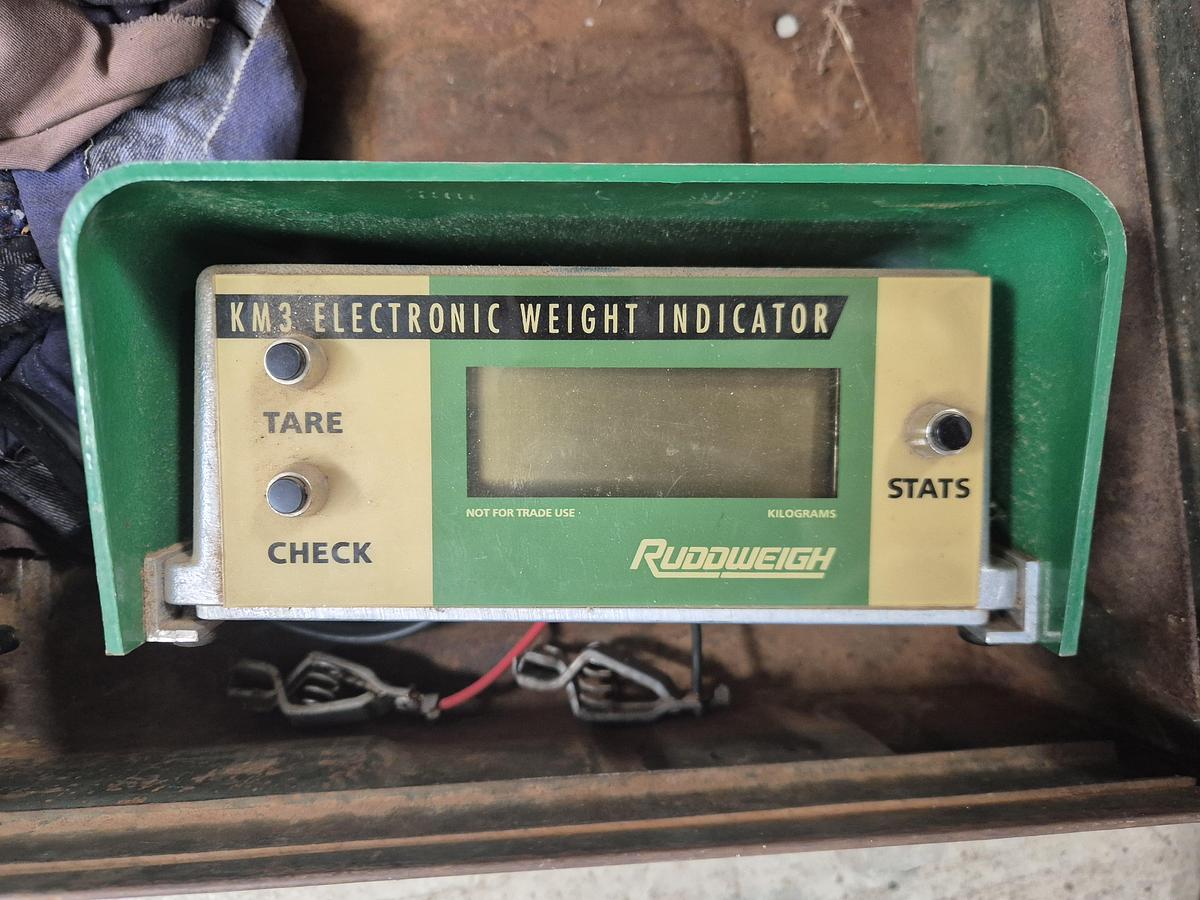 KM3 ELECTRONIC WEIGHT INDICATOR
TARE
CHECK
NOT FOR TRADE USE
KILOGRAMS
RUDDWEIGH
STATS